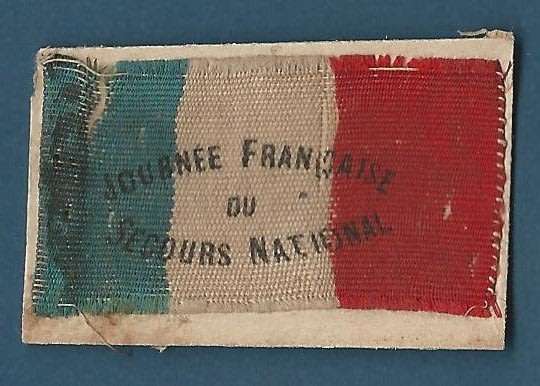 JOURNEE FRANÇAISE
DU
SECOURS NATIONAL